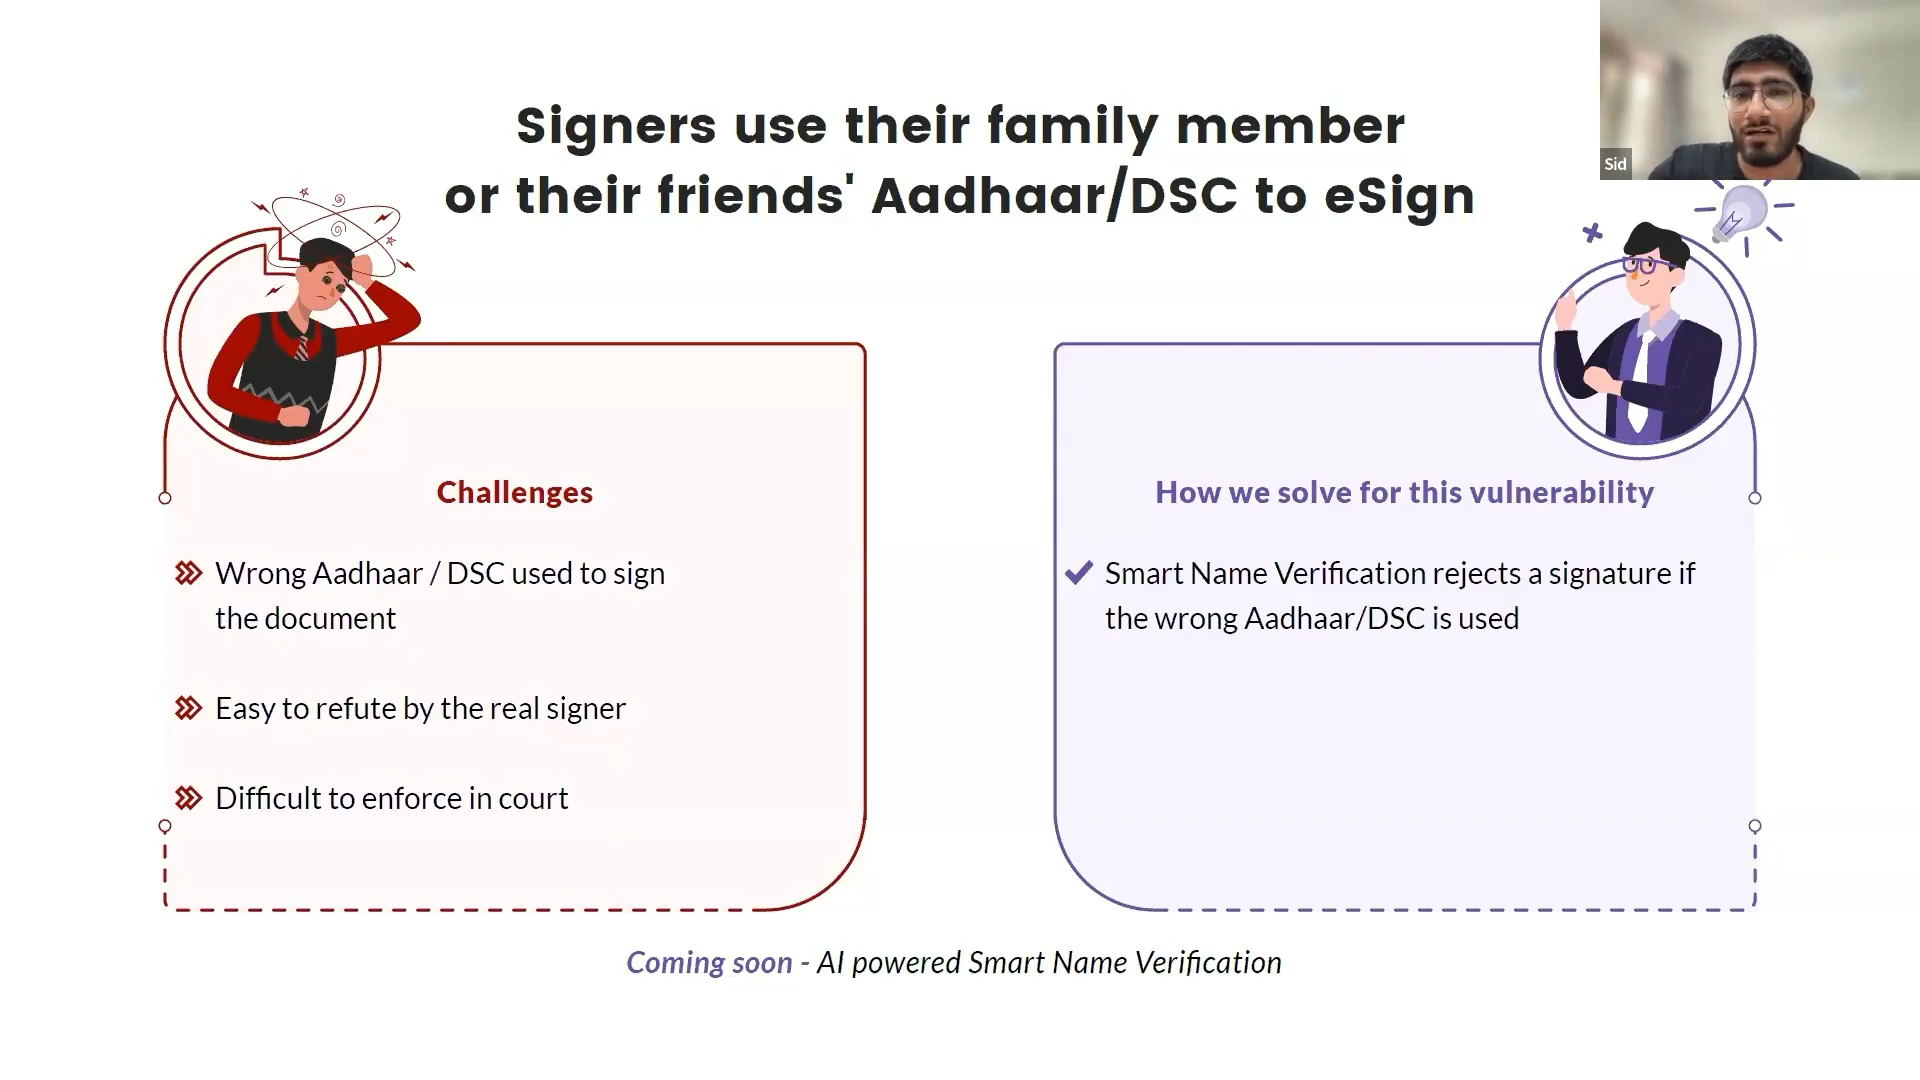 Signers use their family member
or their friends' Aadhaar/DSC to eSign
Sid
Challenges
Wrong Aadhaar / DSC used to sign
the document
Easy to refute by the real signer
Difficult to enforce in court
How we solve for this vulnerability
Smart Name Verification rejects a signature if
the wrong Aadhaar/DSC is used
Coming soon - AI powered Smart Name Verification